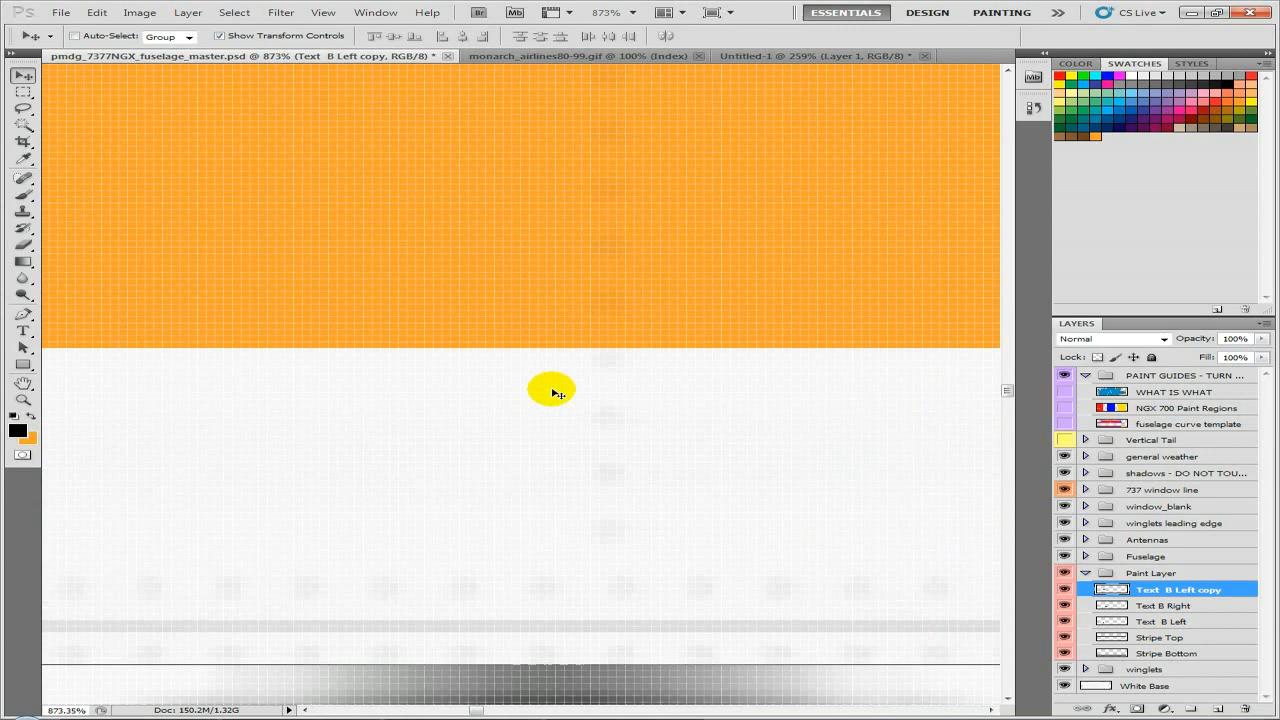 Ps File Edit Image Layer Select Filter View Window Help Br Mb 873% ESSENTIALS DESIGN PAINTING CS Live
Auto-Select: Group Show Transform Controls
pmdg_7377NGX_fuselage_master.psd @ 873% (Text B Left copy, RGB/8) * monarch_airlines80-99.gif @ 100% (Index) Untitled-1 @ 259% (Layer 1, RGB/8) *
COLOR SWATCHES STYLES
Mb
LAYERS
Normal Opacity: 100%
Lock: Fill: 100%
PAINT GUIDES - TURN ...
WHAT IS WHAT
NGX 700 Paint Regions
fuselage curve template
Vertical Tail
general weather
shadows - DO NOT TOU...
737 window line
window_blank
winglets leading edge
Antennas
Fuselage
Paint Layer
Text B Left copy
Text B Right
Text B Left
Stripe Top
Stripe Bottom
winglets
White Base
873.35% Doc: 150.2M/1.32G